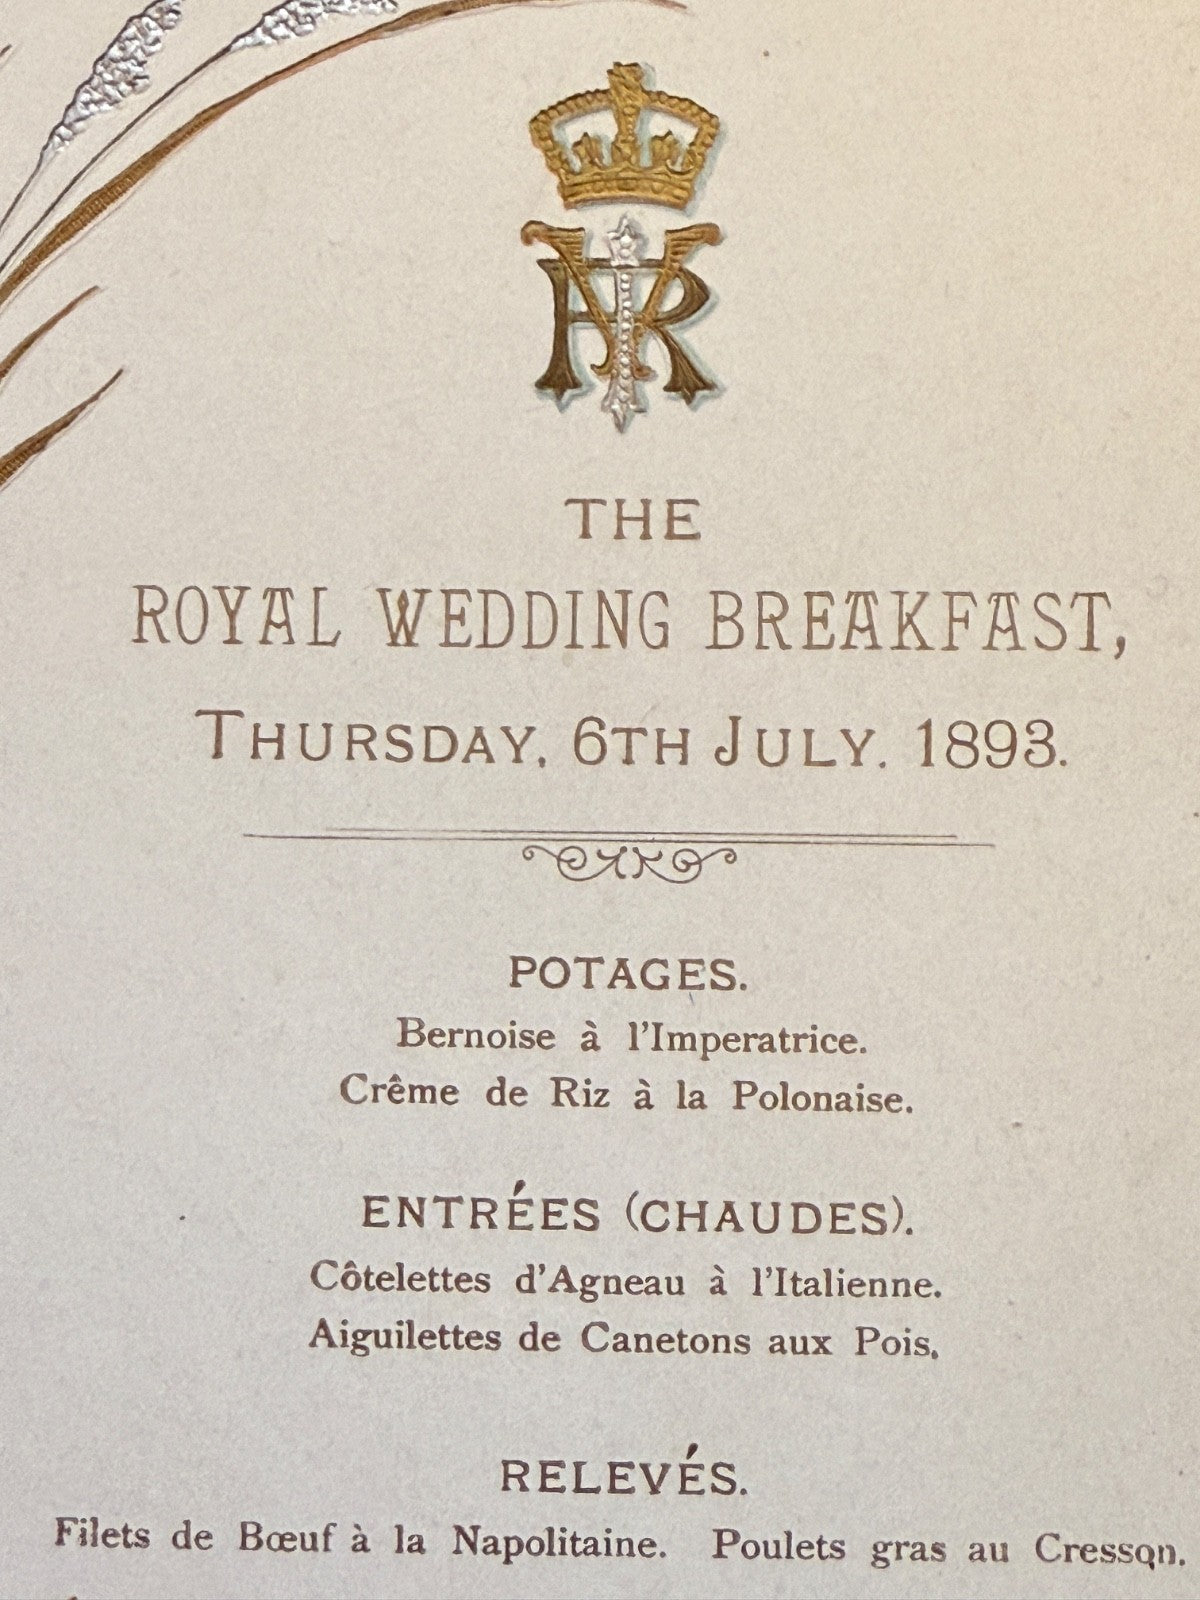 VRI
THE
ROYAL WEDDING BREAKFAST,
THURSDAY, 6TH JULY. 1893.
POTAGES.
Bernoise à l'Imperatrice.
Crême de Riz à la Polonaise.
ENTRÉES (CHAUDES).
Côtelettes d'Agneau à l'Italienne.
Aiguilettes de Canetons aux Pois.
RELEVÉS.
Filets de Bœuf à la Napolitaine. Poulets gras au Cresson.